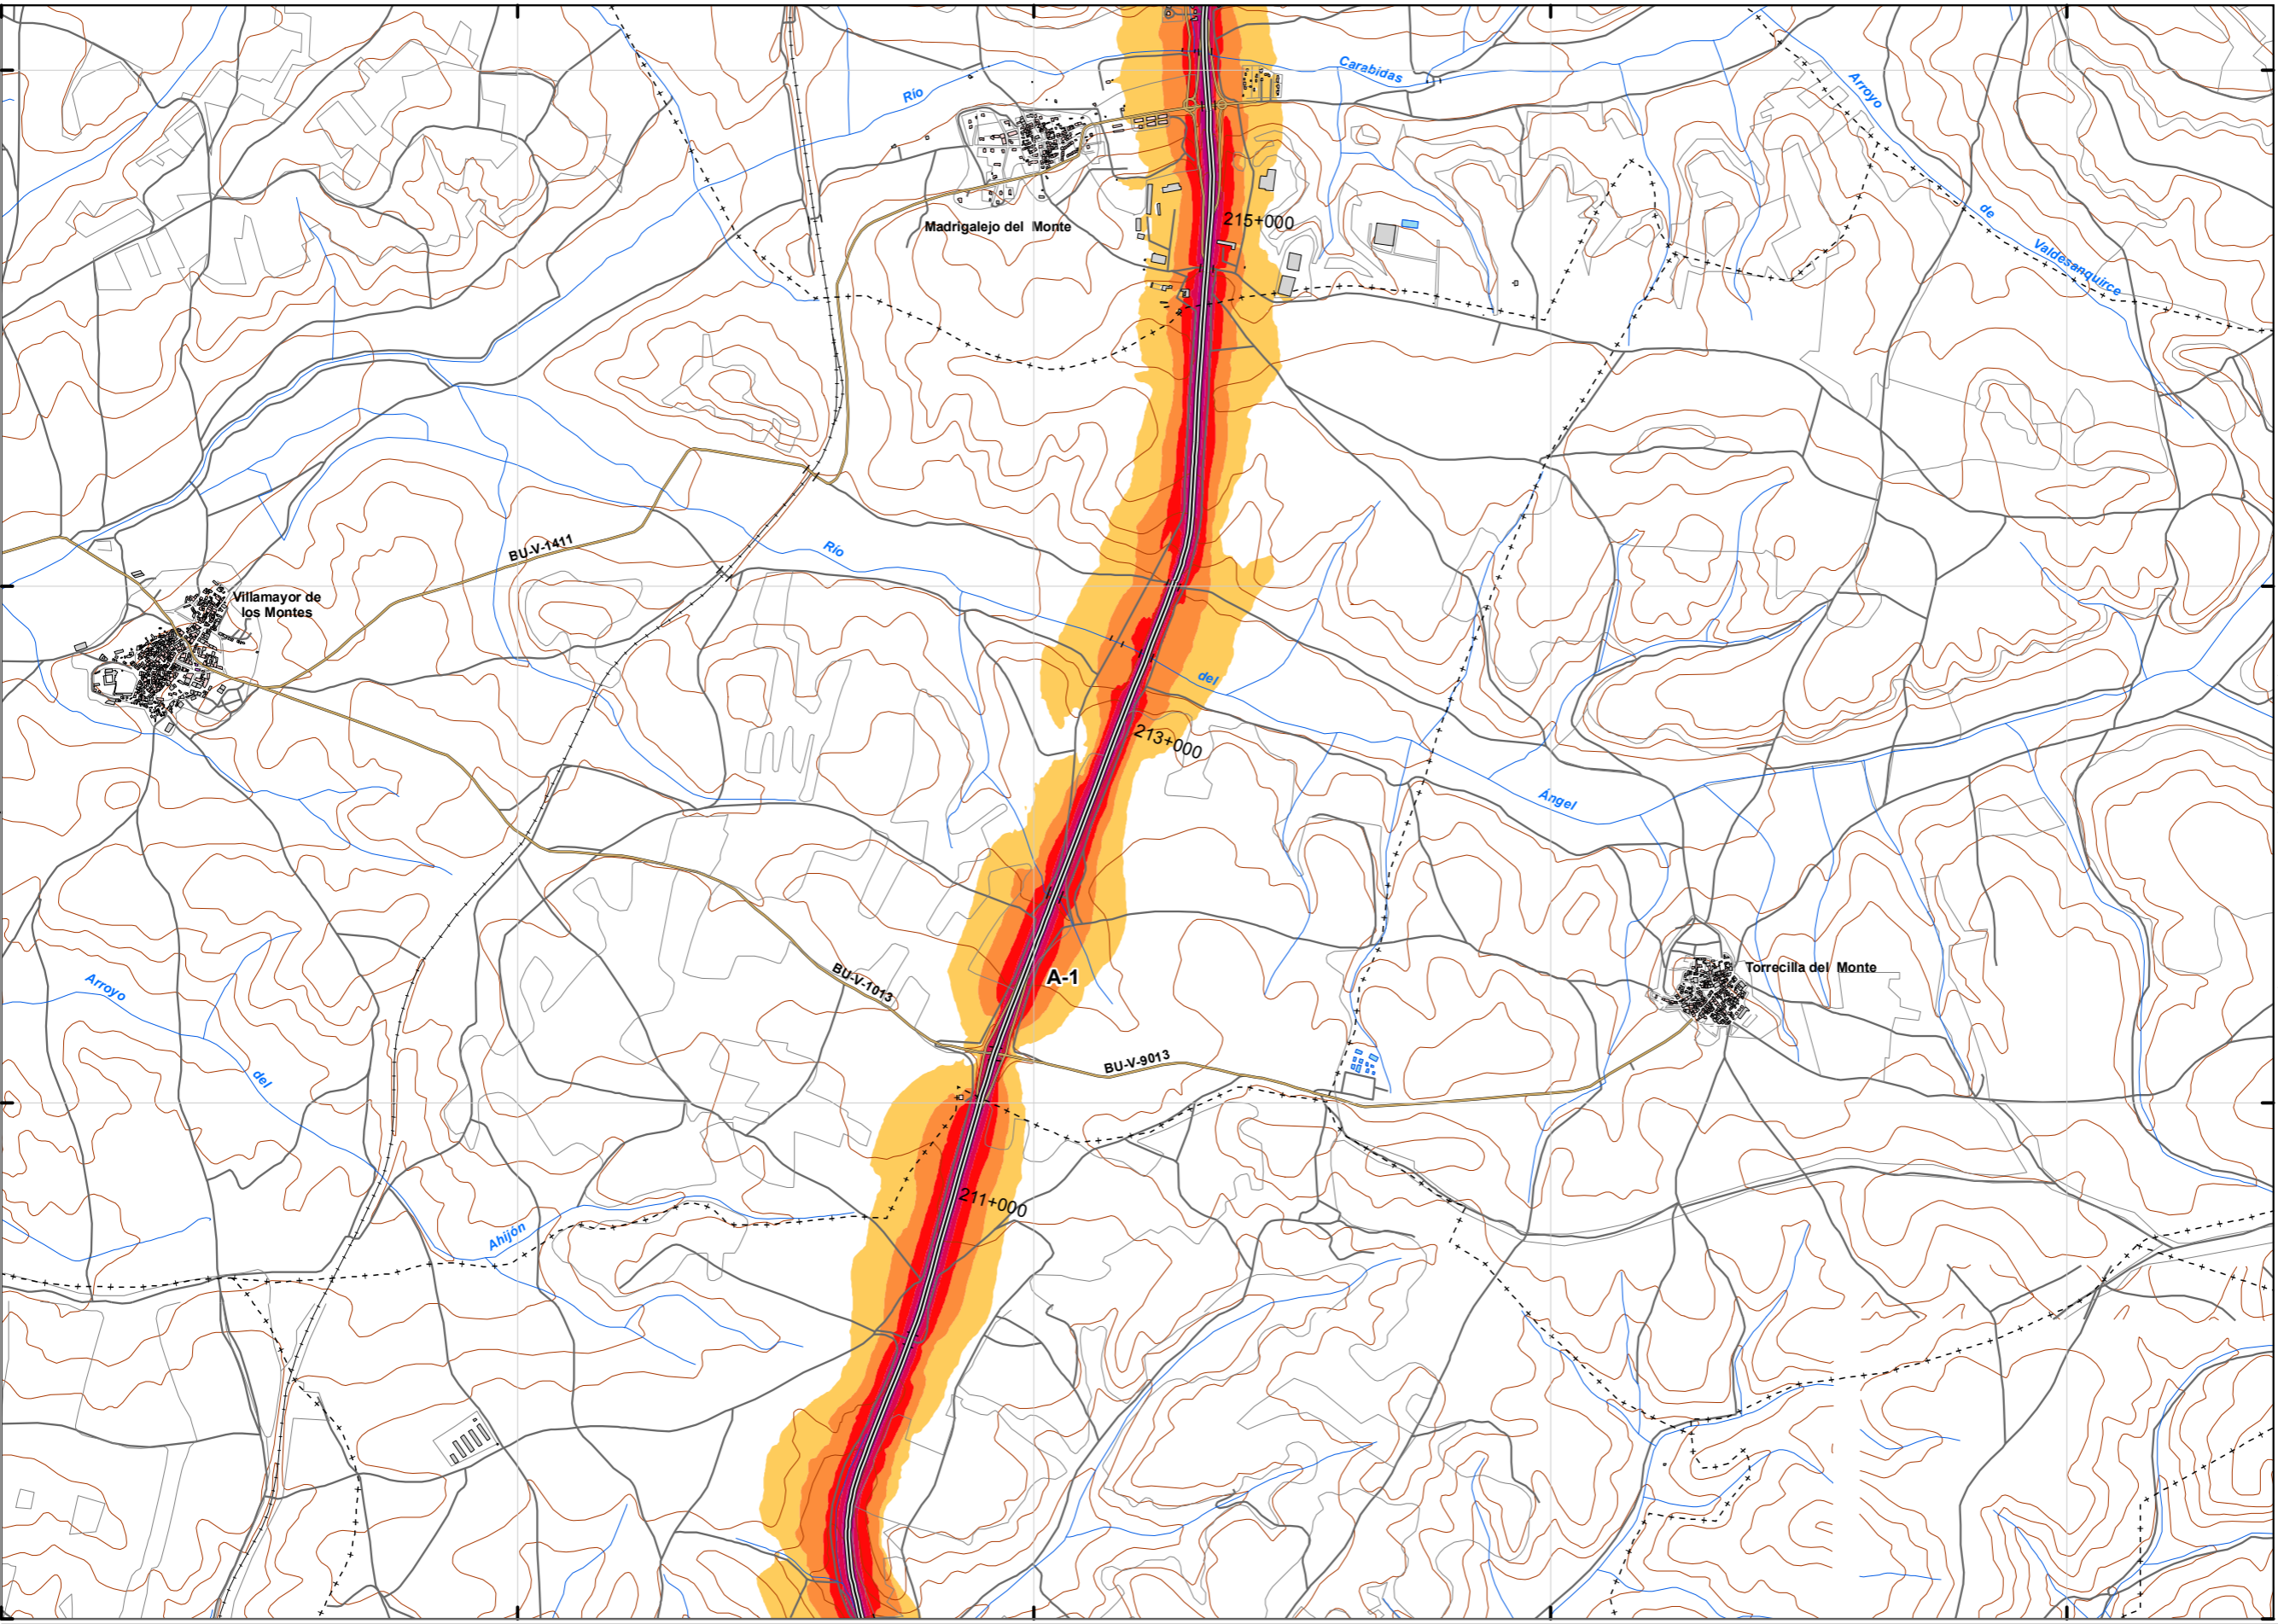 Río
Carabidas
Arroyo
de
Valdesanquirce
Madrigalejo del Monte
215+000
BU-V-1411
Río
Villamayor de
los Montes
del
213+000
Ángel
BU-V-1013
A-1
Torrecilla del Monte
Arroyo
del
BU-V-9013
211+000
Ahijón